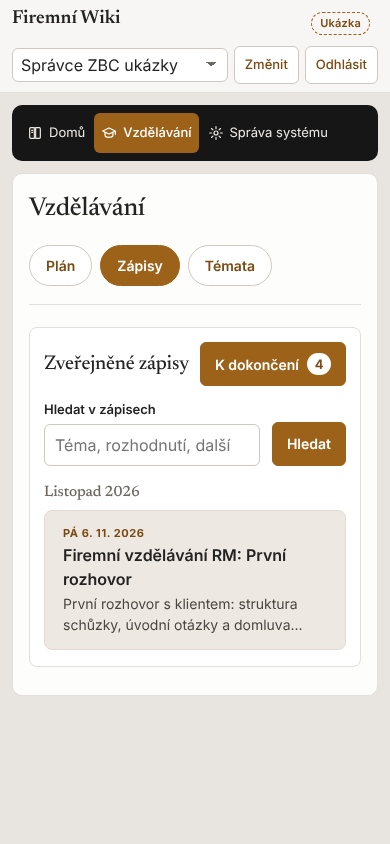 Firemní Wiki
Ukázka
Správce ZBC ukázky
Změnit
Odhlásit
Domů
Vzdělávání
Správa systému
Vzdělávání
Plán
Zápisy
Témata
Zveřejněné zápisy
K dokončení 4
Hledat v zápisech
Téma, rozhodnutí, další
Hledat
Listopad 2026
PÁ 6. 11. 2026
Firemní vzdělávání RM: První
rozhovor
První rozhovor s klientem: struktura
schůzky, úvodní otázky a domluva...